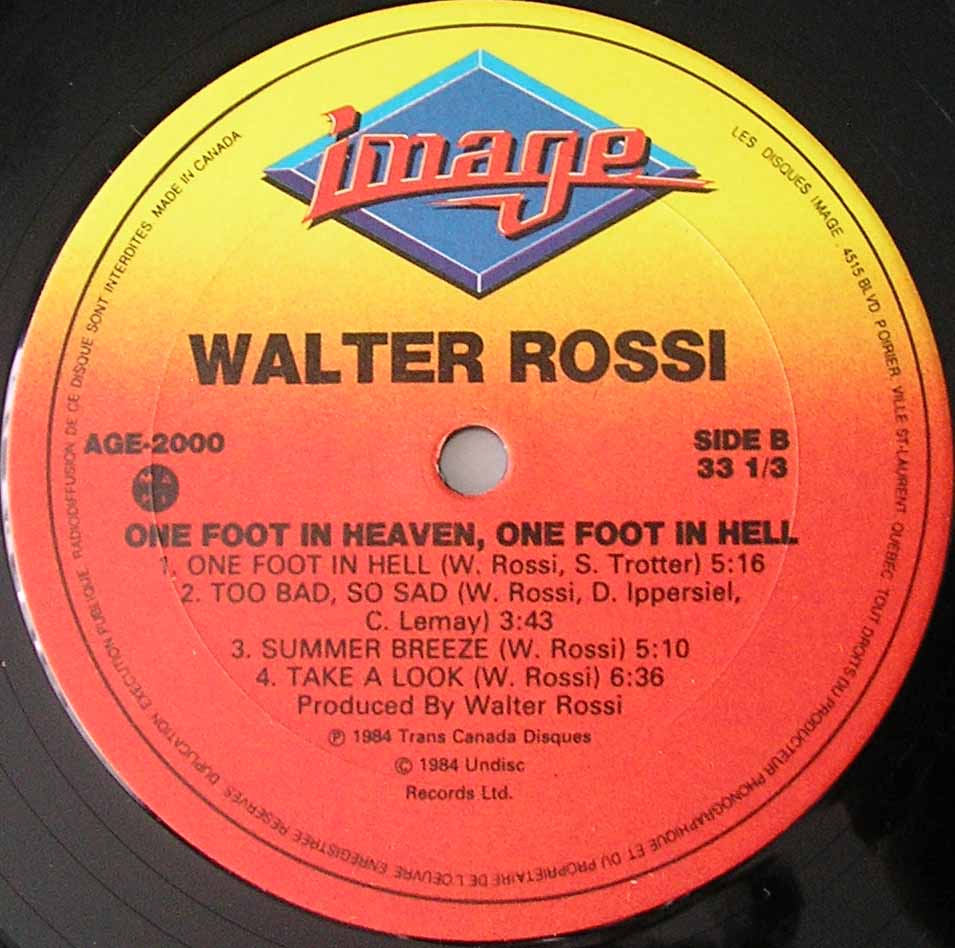 image
WALTER ROSSI
AGE-2000
SIDE B
33 1/3
ONE FOOT IN HEAVEN, ONE FOOT IN HELL
1. ONE FOOT IN HELL (W. Rossi, S. Trotter) 5:16
2. TOO BAD, SO SAD (W. Rossi, D. Ippersiel,
C. Lemay) 3:43
3. SUMMER BREEZE (W. Rossi) 5:10
4. TAKE A LOOK (W. Rossi) 6:36
Produced By Walter Rossi
℗ 1984 Trans Canada Disques
© 1984 Undisc
Records Ltd.
LES DISQUES IMAGE. 4515 BLVD POIRIER, VILLE ST-LAURENT QUEBEC TOUT DROITS DU PRODUCTEUR PHONOGRAPHIQUE ET DU PROPRIETAIRE DE L'OEUVRE ENREGISTREE RESERVES DUPLICATION EXECUTION PUBLIQUE RADIODIFFUSION DE CE DISQUE SONT INTERDITES MADE IN CANADA